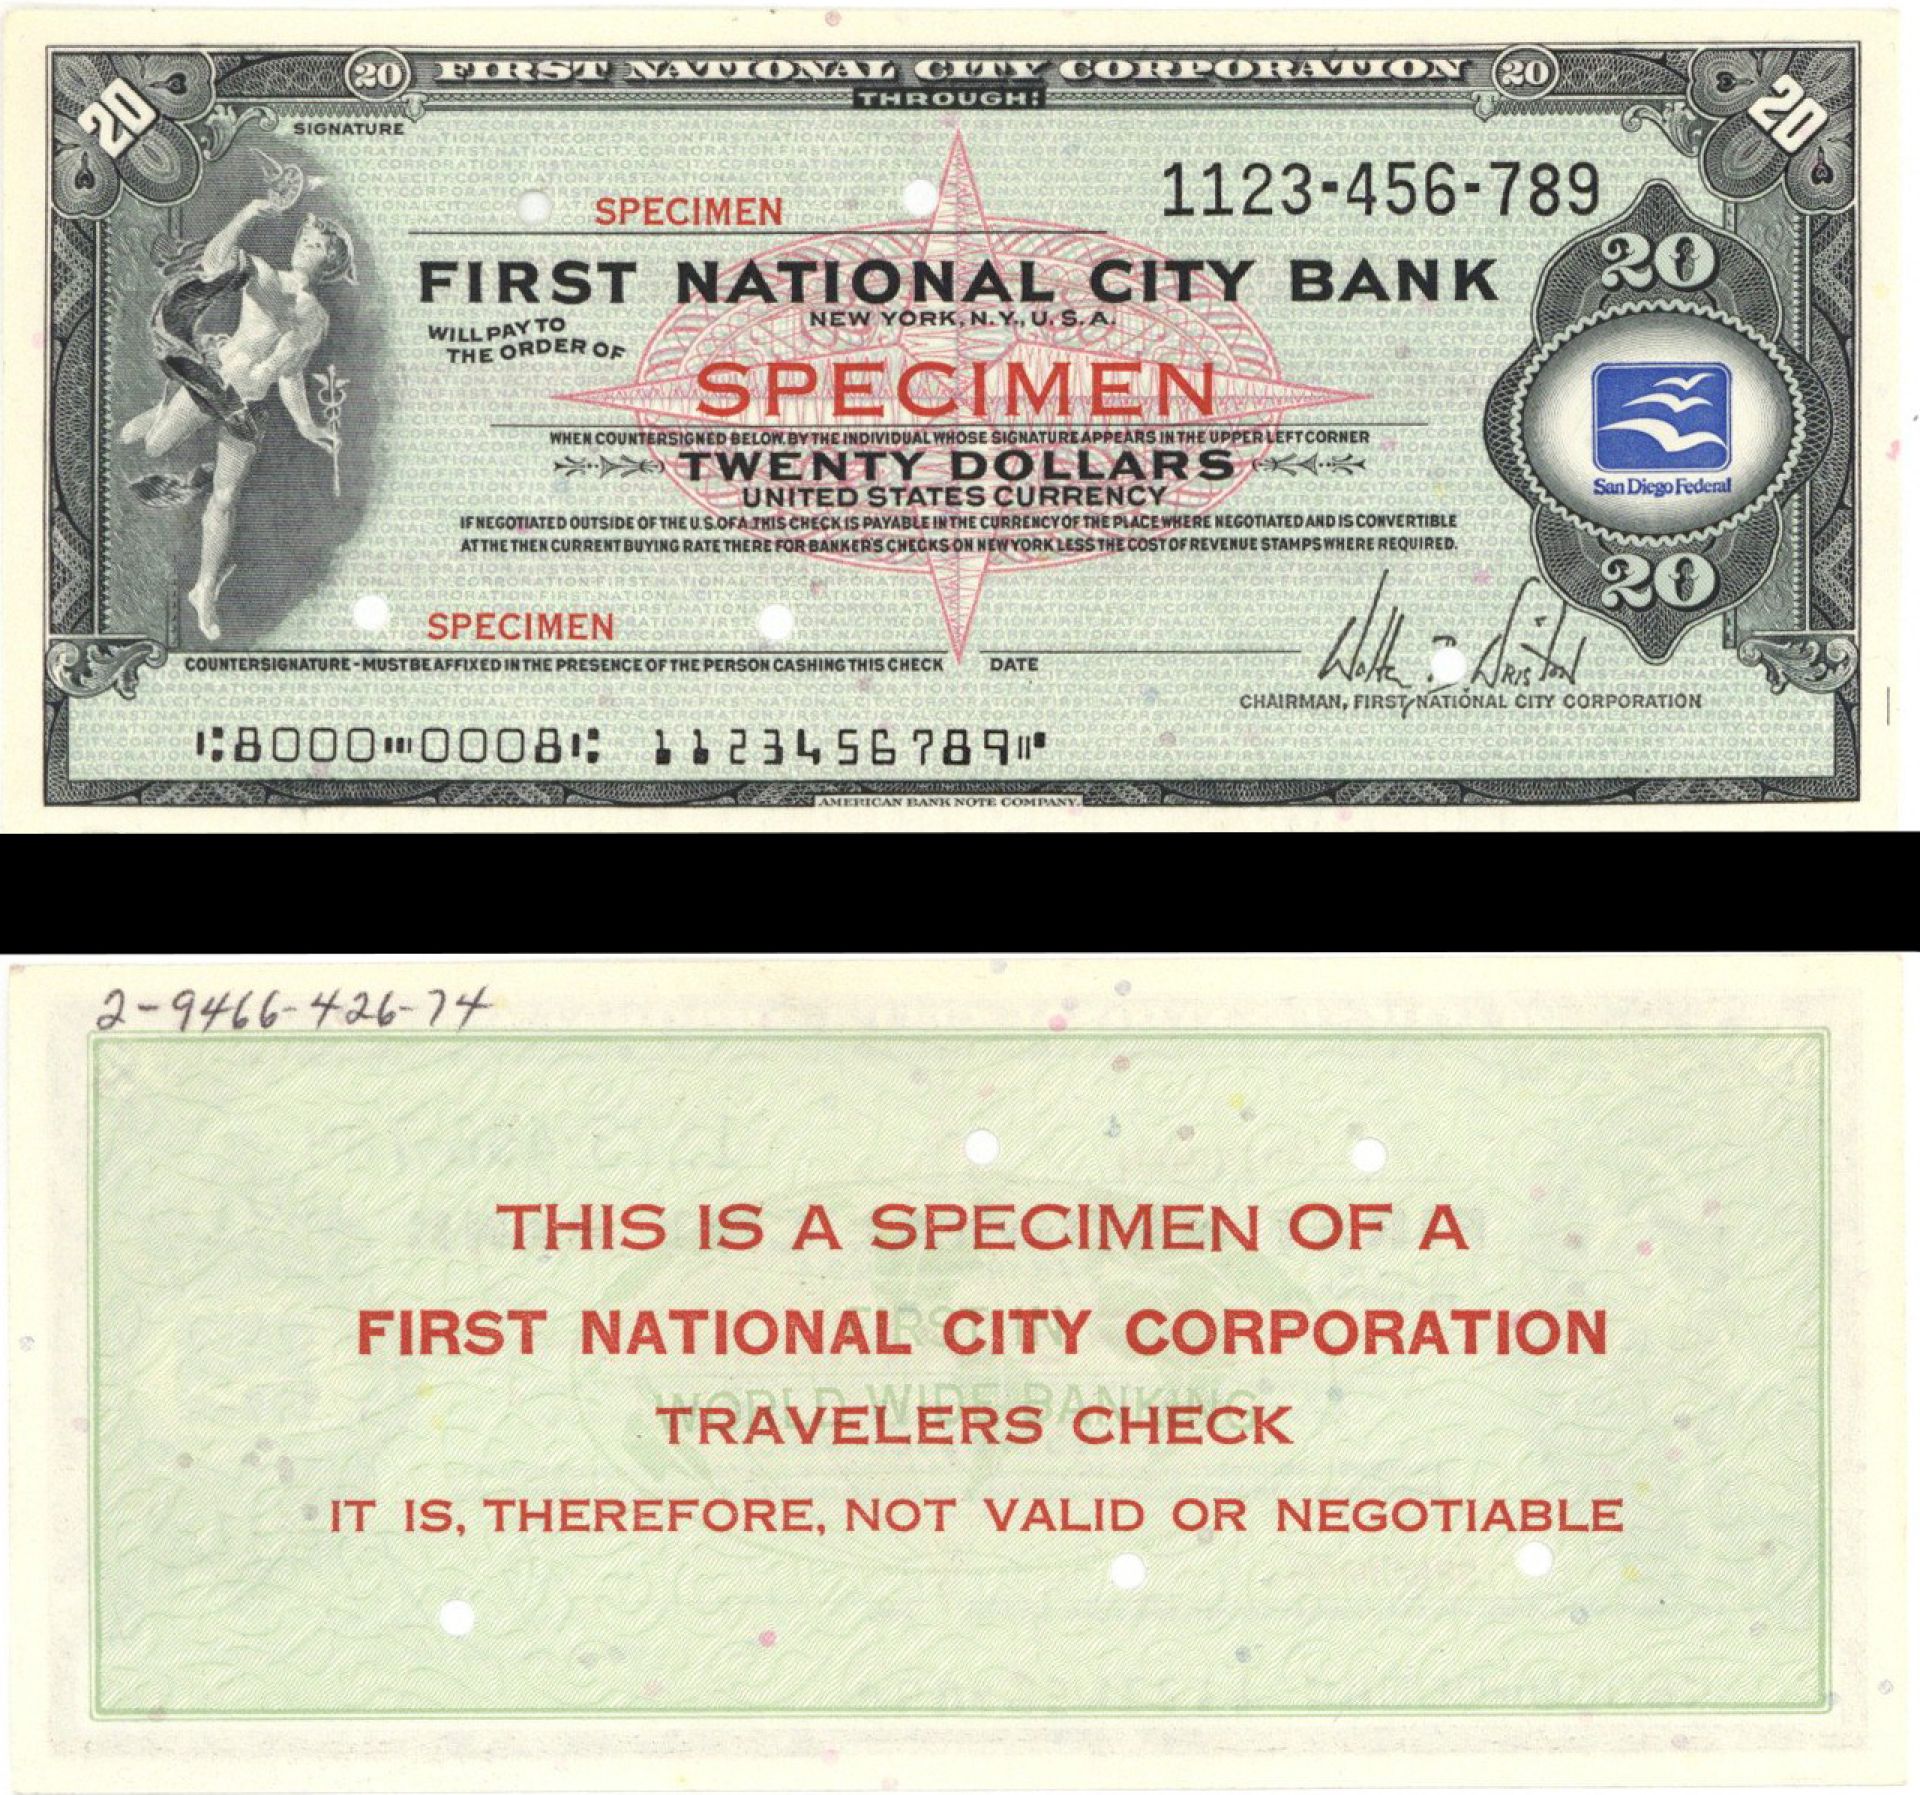 20 20 FIRST NATIONAL CITY CORPORATION 20 20
THROUGH:
SIGNATURE
SPECIMEN
1123-456-789
FIRST NATIONAL CITY BANK
NEW YORK, N.Y., U.S.A.
20
WILL PAY TO
THE ORDER OF
SPECIMEN
WHEN COUNTERSIGNED BELOW BY THE INDIVIDUAL WHOSE SIGNATURE APPEARS IN THE UPPER LEFT CORNER
TWENTY DOLLARS
San Diego Federal
UNITED STATES CURRENCY
IF NEGOTIATED OUTSIDE OF THE U.S. OF A. THIS CHECK IS PAYABLE IN THE CURRENCY OF THE PLACE WHERE NEGOTIATED AND IS CONVERTIBLE
AT THE THEN CURRENT BUYING RATE THERE FOR BANKER'S CHECKS ON NEW YORK LESS THE COST OF REVENUE STAMPS WHERE REQUIRED.
20
SPECIMEN
Walter B. Wriston
COUNTERSIGNATURE - MUST BE AFFIXED IN THE PRESENCE OF THE PERSON CASHING THIS CHECK DATE
CHAIRMAN, FIRST NATIONAL CITY CORPORATION
⑆8000⑉0008⑆ 1123456789⑈
AMERICAN BANK NOTE COMPANY.
2-9466-426-74
THIS IS A SPECIMEN OF A
FIRST NATIONAL CITY CORPORATION
FIRST IN
WORLD WIDE BANKING
TRAVELERS CHECK
IT IS, THEREFORE, NOT VALID OR NEGOTIABLE